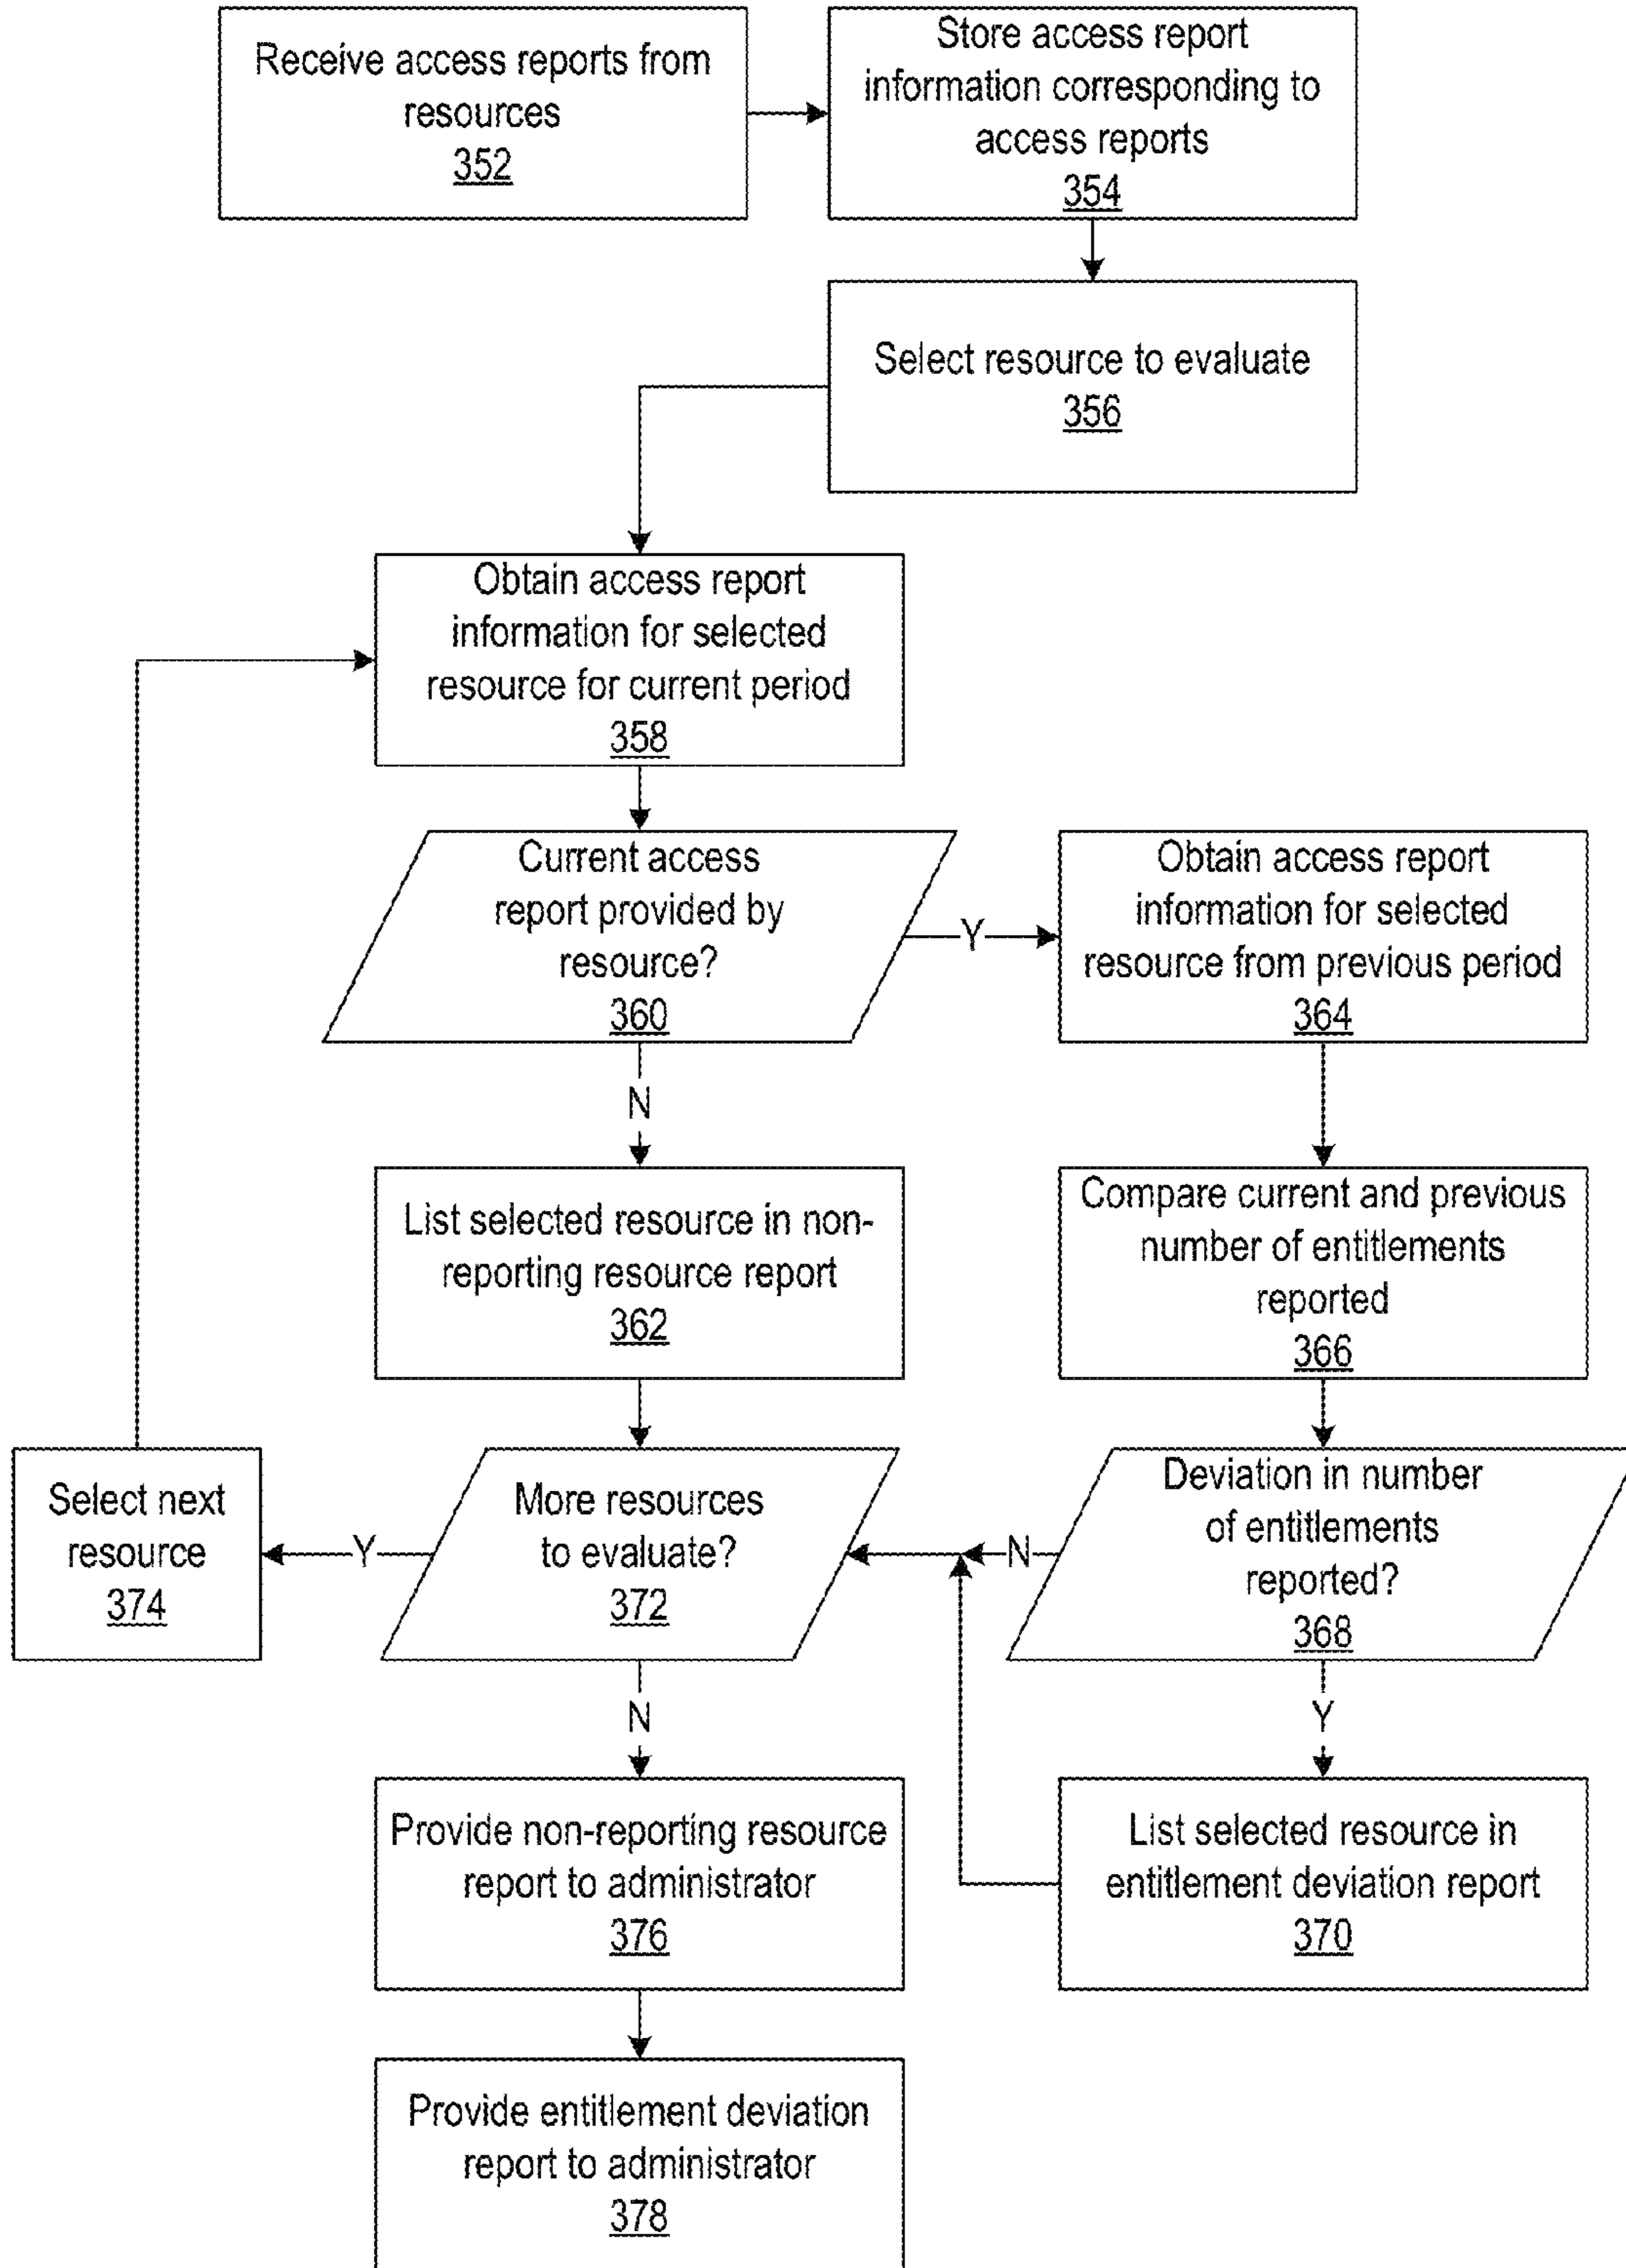 Receive access reports from
resources
352
Store access report
information corresponding to
access reports
354
Select resource to evaluate
356
Obtain access report
information for selected
resource for current period
358
Current access
report provided by
resource?
360
Y
Obtain access report
information for selected
resource from previous period
364
N
List selected resource in non-
reporting resource report
362
Compare current and previous
number of entitlements
reported
366
Select next
resource
374
Y
More resources
to evaluate?
372
N
Deviation in number
of entitlements
reported?
368
N
Y
Provide non-reporting resource
report to administrator
376
List selected resource in
entitlement deviation report
370
Provide entitlement deviation
report to administrator
378